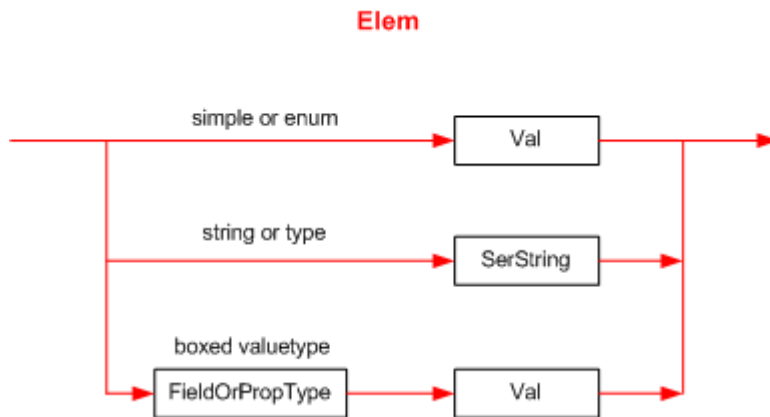 Elem
simple or enum
Val
string or type
SerString
boxed valuetype
FieldOrPropType
Val